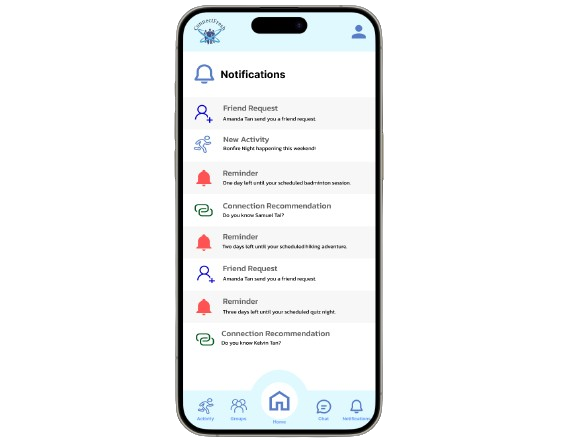 ConnectFresh
Notifications
Friend Request
Amanda Tan send you a friend request.
New Activity
Bonfire Night happening this weekend!
Reminder
One day left until your scheduled badminton session.
Connection Recommendation
Do you know Samuel Tai?
Reminder
Two days left until your scheduled hiking adventure.
Friend Request
Amanda Tan send you a friend request.
Reminder
Three days left until your scheduled quiz night.
Connection Recommendation
Do you know Kelvin Tan?
Activity
Groups
Home
Chat
Notifications